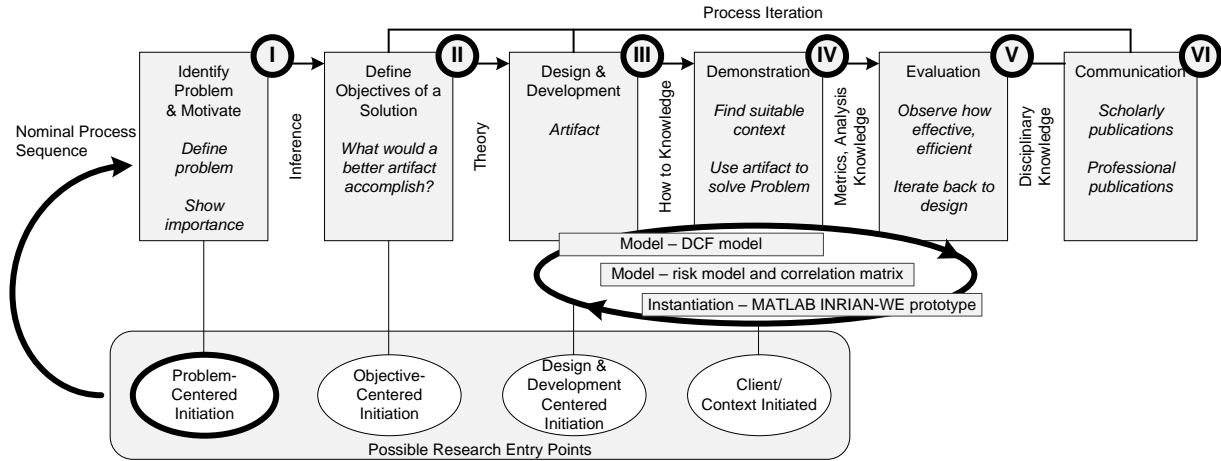 Process Iteration
Nominal Process
Sequence
I
Identify
Problem
& Motivate
Define
problem
Show
importance
Inference
II
Define
Objectives of a
Solution
What would a
better artifact
accomplish?
Theory
III
Design &
Development
Artifact
How to Knowledge
IV
Demonstration
Find suitable
context
Use artifact to
solve Problem
Metrics, Analysis
Knowledge
V
Evaluation
Observe how
effective,
efficient
Iterate back to
design
Disciplinary
Knowledge
VI
Communication
Scholarly
publications
Professional
publications
Model – DCF model
Model – risk model and correlation matrix
Instantiation – MATLAB INRIAN-WE prototype
Problem-
Centered
Initiation
Objective-
Centered
Initiation
Design &
Development
Centered
Initiation
Client/
Context Initiated
Possible Research Entry Points